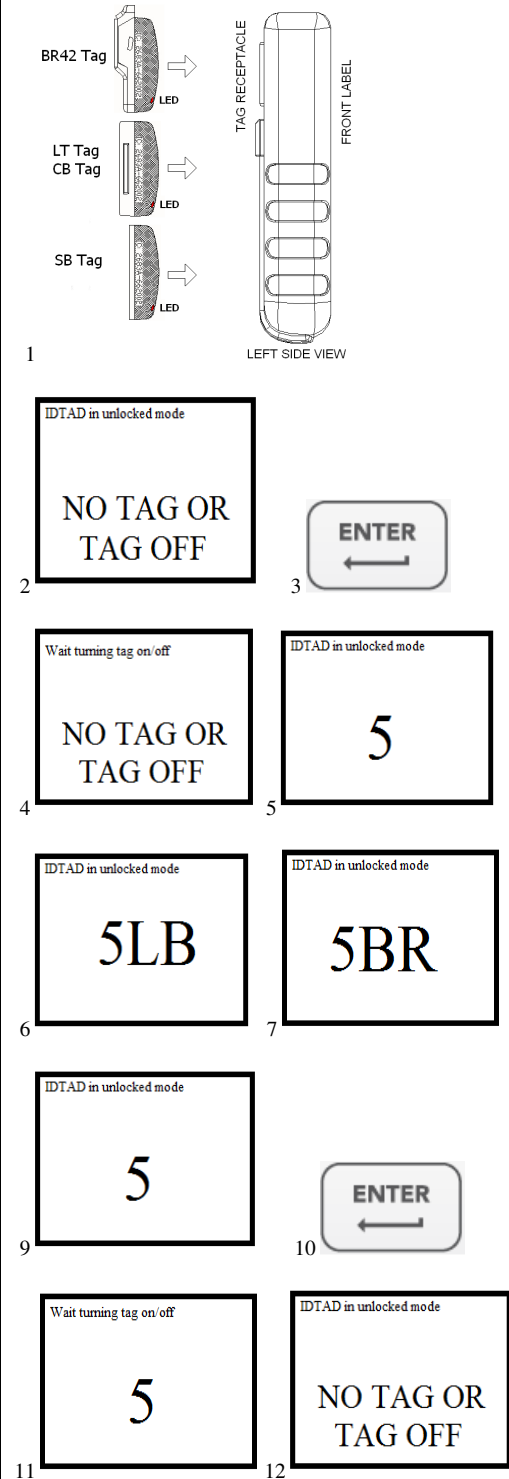 BR42 Tag
LED
TAG RECEPTACLE
FRONT LABEL
LT Tag
CB Tag
LED
SB Tag
LED
1
LEFT SIDE VIEW
IDTAD in unlocked mode
NO TAG OR
TAG OFF
2
ENTER
3
Wait turning tag on/off
NO TAG OR
TAG OFF
4
IDTAD in unlocked mode
5
5
IDTAD in unlocked mode
5LB
6
IDTAD in unlocked mode
5BR
7
IDTAD in unlocked mode
5
9
ENTER
10
Wait turning tag on/off
5
11
IDTAD in unlocked mode
NO TAG OR
TAG OFF
12